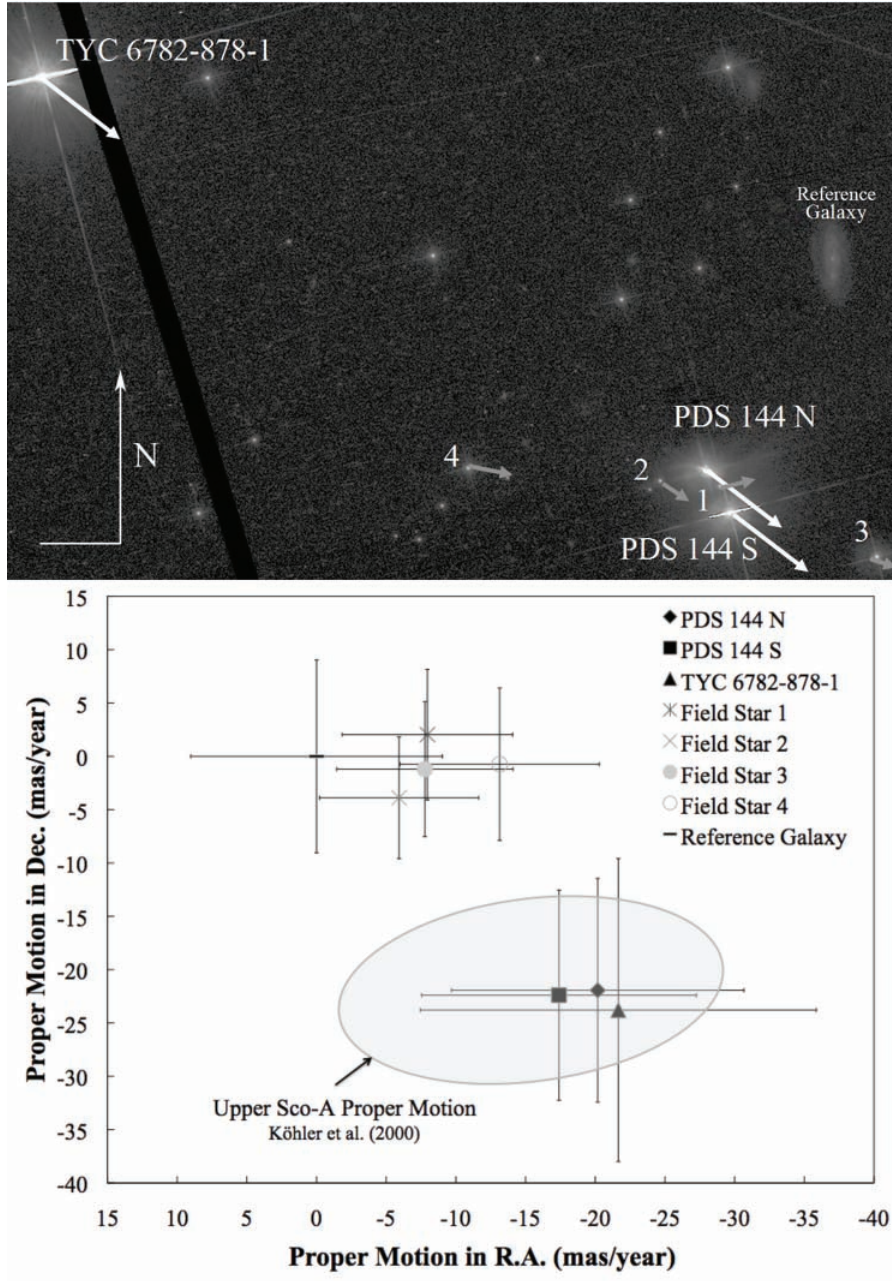 TYC 6782-878-1
Reference
Galaxy
N
PDS 144 N
4
2
1
PDS 144 S
3
15
10
5
0
-5
-10
-15
-20
-25
-30
-35
-40
Proper Motion in Dec. (mas/year)
PDS 144 N
PDS 144 S
TYC 6782-878-1
Field Star 1
Field Star 2
Field Star 3
Field Star 4
Reference Galaxy
Upper Sco-A Proper Motion
Köhler et al. (2000)
15 10 5 0 -5 -10 -15 -20 -25 -30 -35 -40
Proper Motion in R.A. (mas/year)